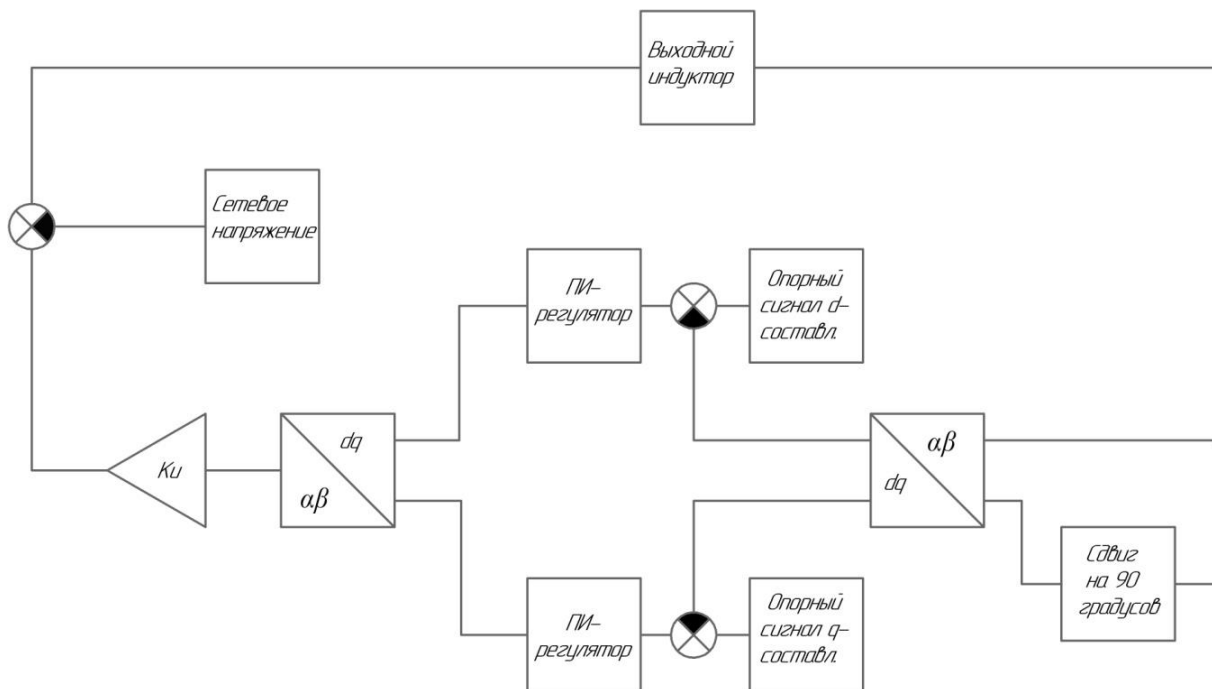 Выходной
индуктор
Сетевое
напряжение
ПИ-
регулятор
Опорный
сигнал d-
составл.
Ku
dq
αβ
αβ
dq
Сдвиг
на 90
градусов
ПИ-
регулятор
Опорный
сигнал q-
составл.